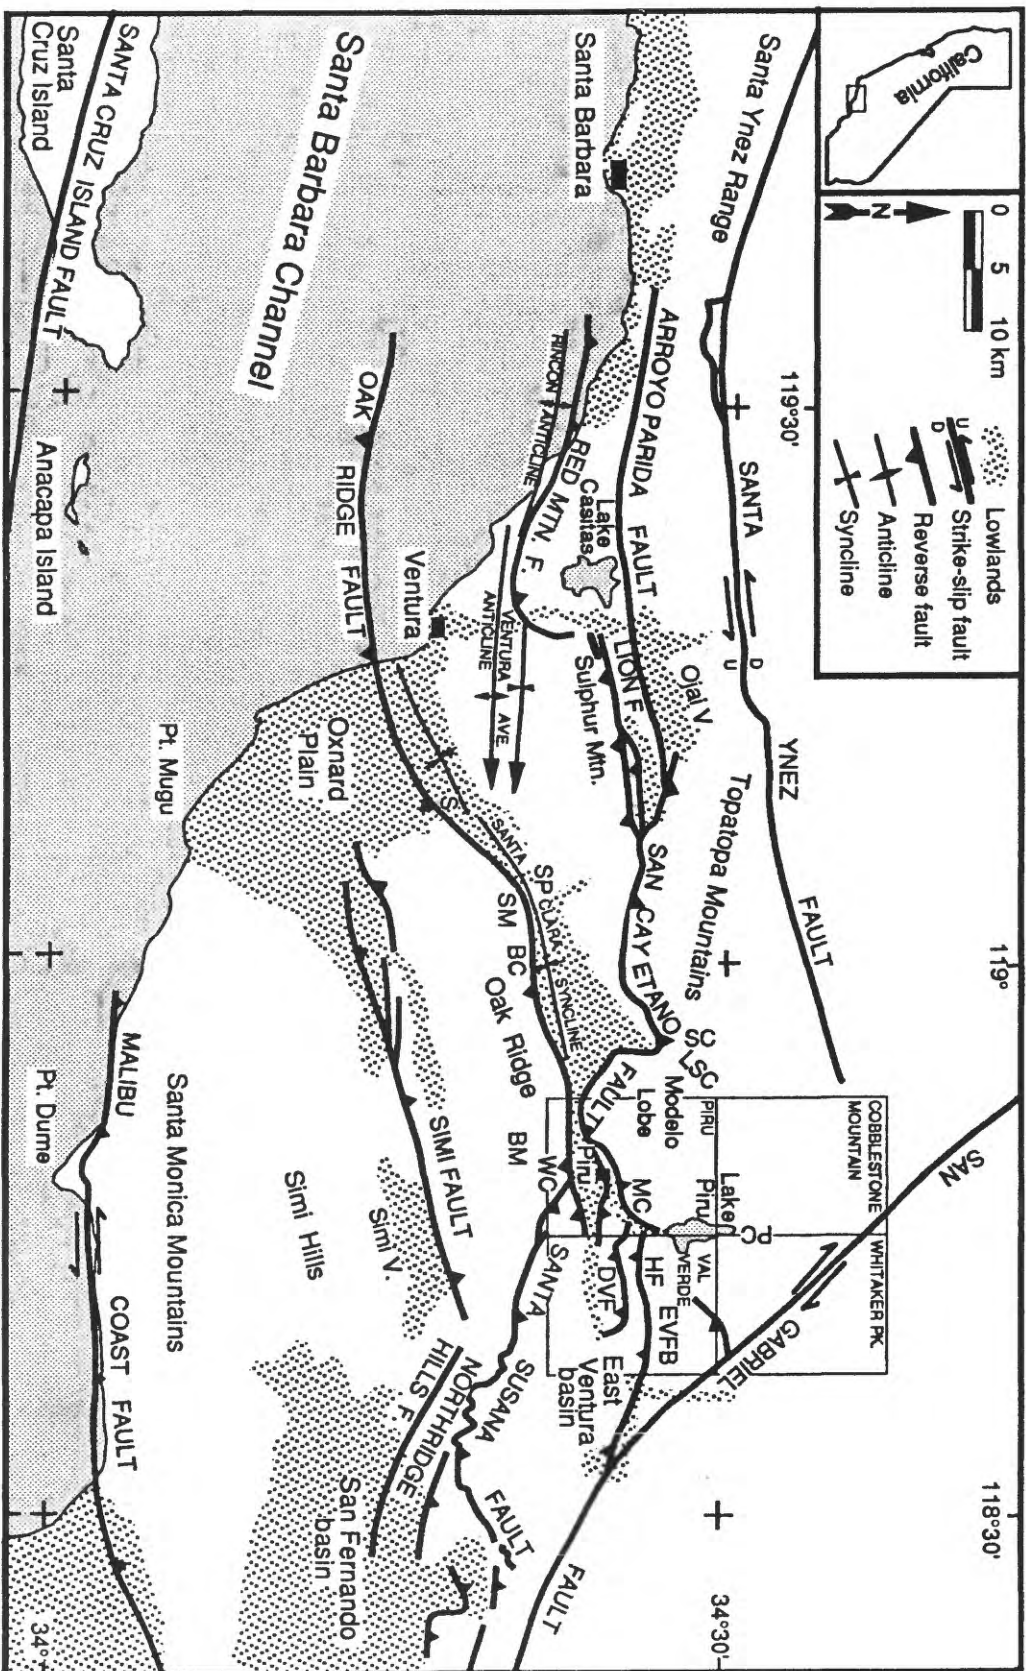 California
0 5 10 km
N
Lowlands
U
D
Strike-slip fault
Reverse fault
Anticline
Syncline
119°30'
119°
118°30'
34°30'
34°
Santa Ynez Range
SANTA YNEZ FAULT
D
U
Santa Barbara
ARROYO PARIDA FAULT
Ojai V.
Topatopa Mountains
Lake
Casitas
LION F.
Sulphur Mtn.
RED MTN. F.
RINCON ANTICLINE
VENTURA AVE.
ANTICLINE
Ventura
Santa Barbara Channel
OAK RIDGE FAULT
SAN CAYETANO FAULT
SC
LSC
S
SANTA CLARA SYNCLINE
SP
SM
BC
Oak Ridge
BM
WC
Oxnard
Plain
Pt. Mugu
SIMI FAULT
Simi V.
Simi Hills
Santa Monica Mountains
MALIBU COAST FAULT
Pt. Dume
SANTA CRUZ ISLAND FAULT
Santa
Cruz Island
Anacapa Island
COBBLESTONE
MOUNTAIN
WHITAKER PK.
PIRU
VAL
VERDE
Modelo
Lobe
Lake
Piru
PC
Piru
MC
HF
DVF
EVFB
East
Ventura
basin
SAN GABRIEL FAULT
SANTA SUSANA FAULT
NORTHRIDGE
HILLS F.
San Fernando
basin